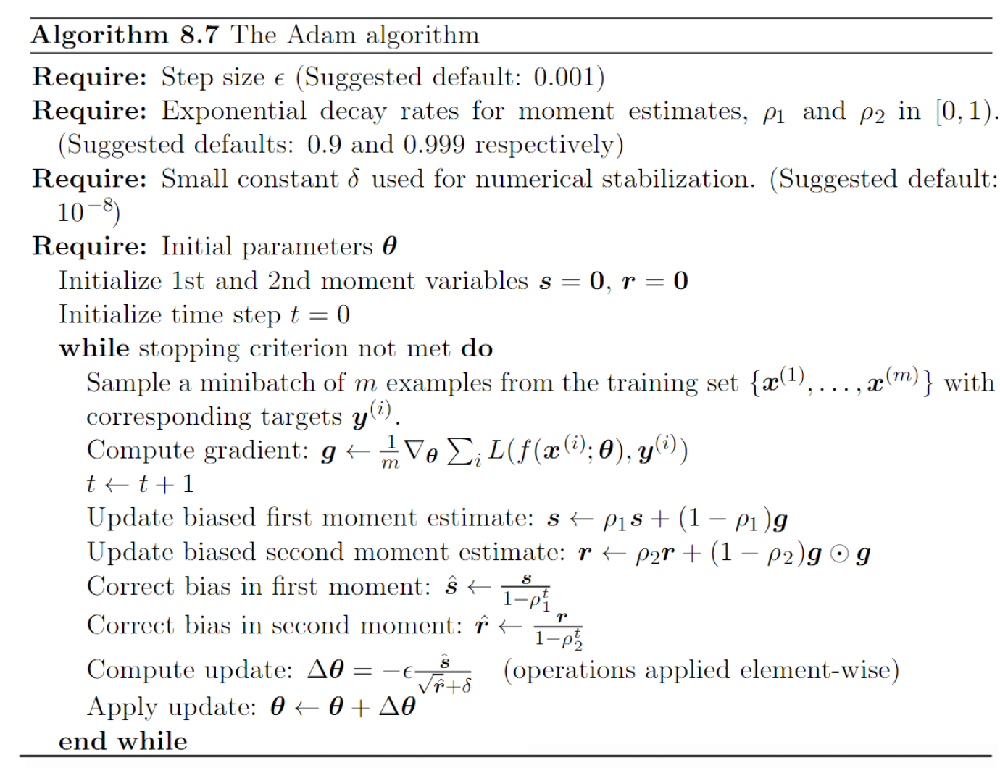 Algorithm 8.7 The Adam algorithm
Require: Step size ϵ (Suggested default: 0.001)
Require: Exponential decay rates for moment estimates, ρ₁ and ρ₂ in [0, 1).
(Suggested defaults: 0.9 and 0.999 respectively)
Require: Small constant δ used for numerical stabilization. (Suggested default:
10⁻⁸)
Require: Initial parameters θ
Initialize 1st and 2nd moment variables s = 0, r = 0
Initialize time step t = 0
while stopping criterion not met do
Sample a minibatch of m examples from the training set {x⁽¹⁾, . . . , x⁽ᵐ⁾} with
corresponding targets y⁽ⁱ⁾.
Compute gradient: g ← 1/m ∇_θ ∑ᵢ L(f(x⁽ⁱ⁾; θ), y⁽ⁱ⁾)
t ← t + 1
Update biased first moment estimate: s ← ρ₁s + (1 − ρ₁)g
Update biased second moment estimate: r ← ρ₂r + (1 − ρ₂)g ⊙ g
Correct bias in first moment: ŝ ← s/(1−ρ₁ᵗ)
Correct bias in second moment: r̂ ← r/(1−ρ₂ᵗ)
Compute update: Δθ = −ϵ ŝ/(√r̂+δ) (operations applied element-wise)
Apply update: θ ← θ + Δθ
end while